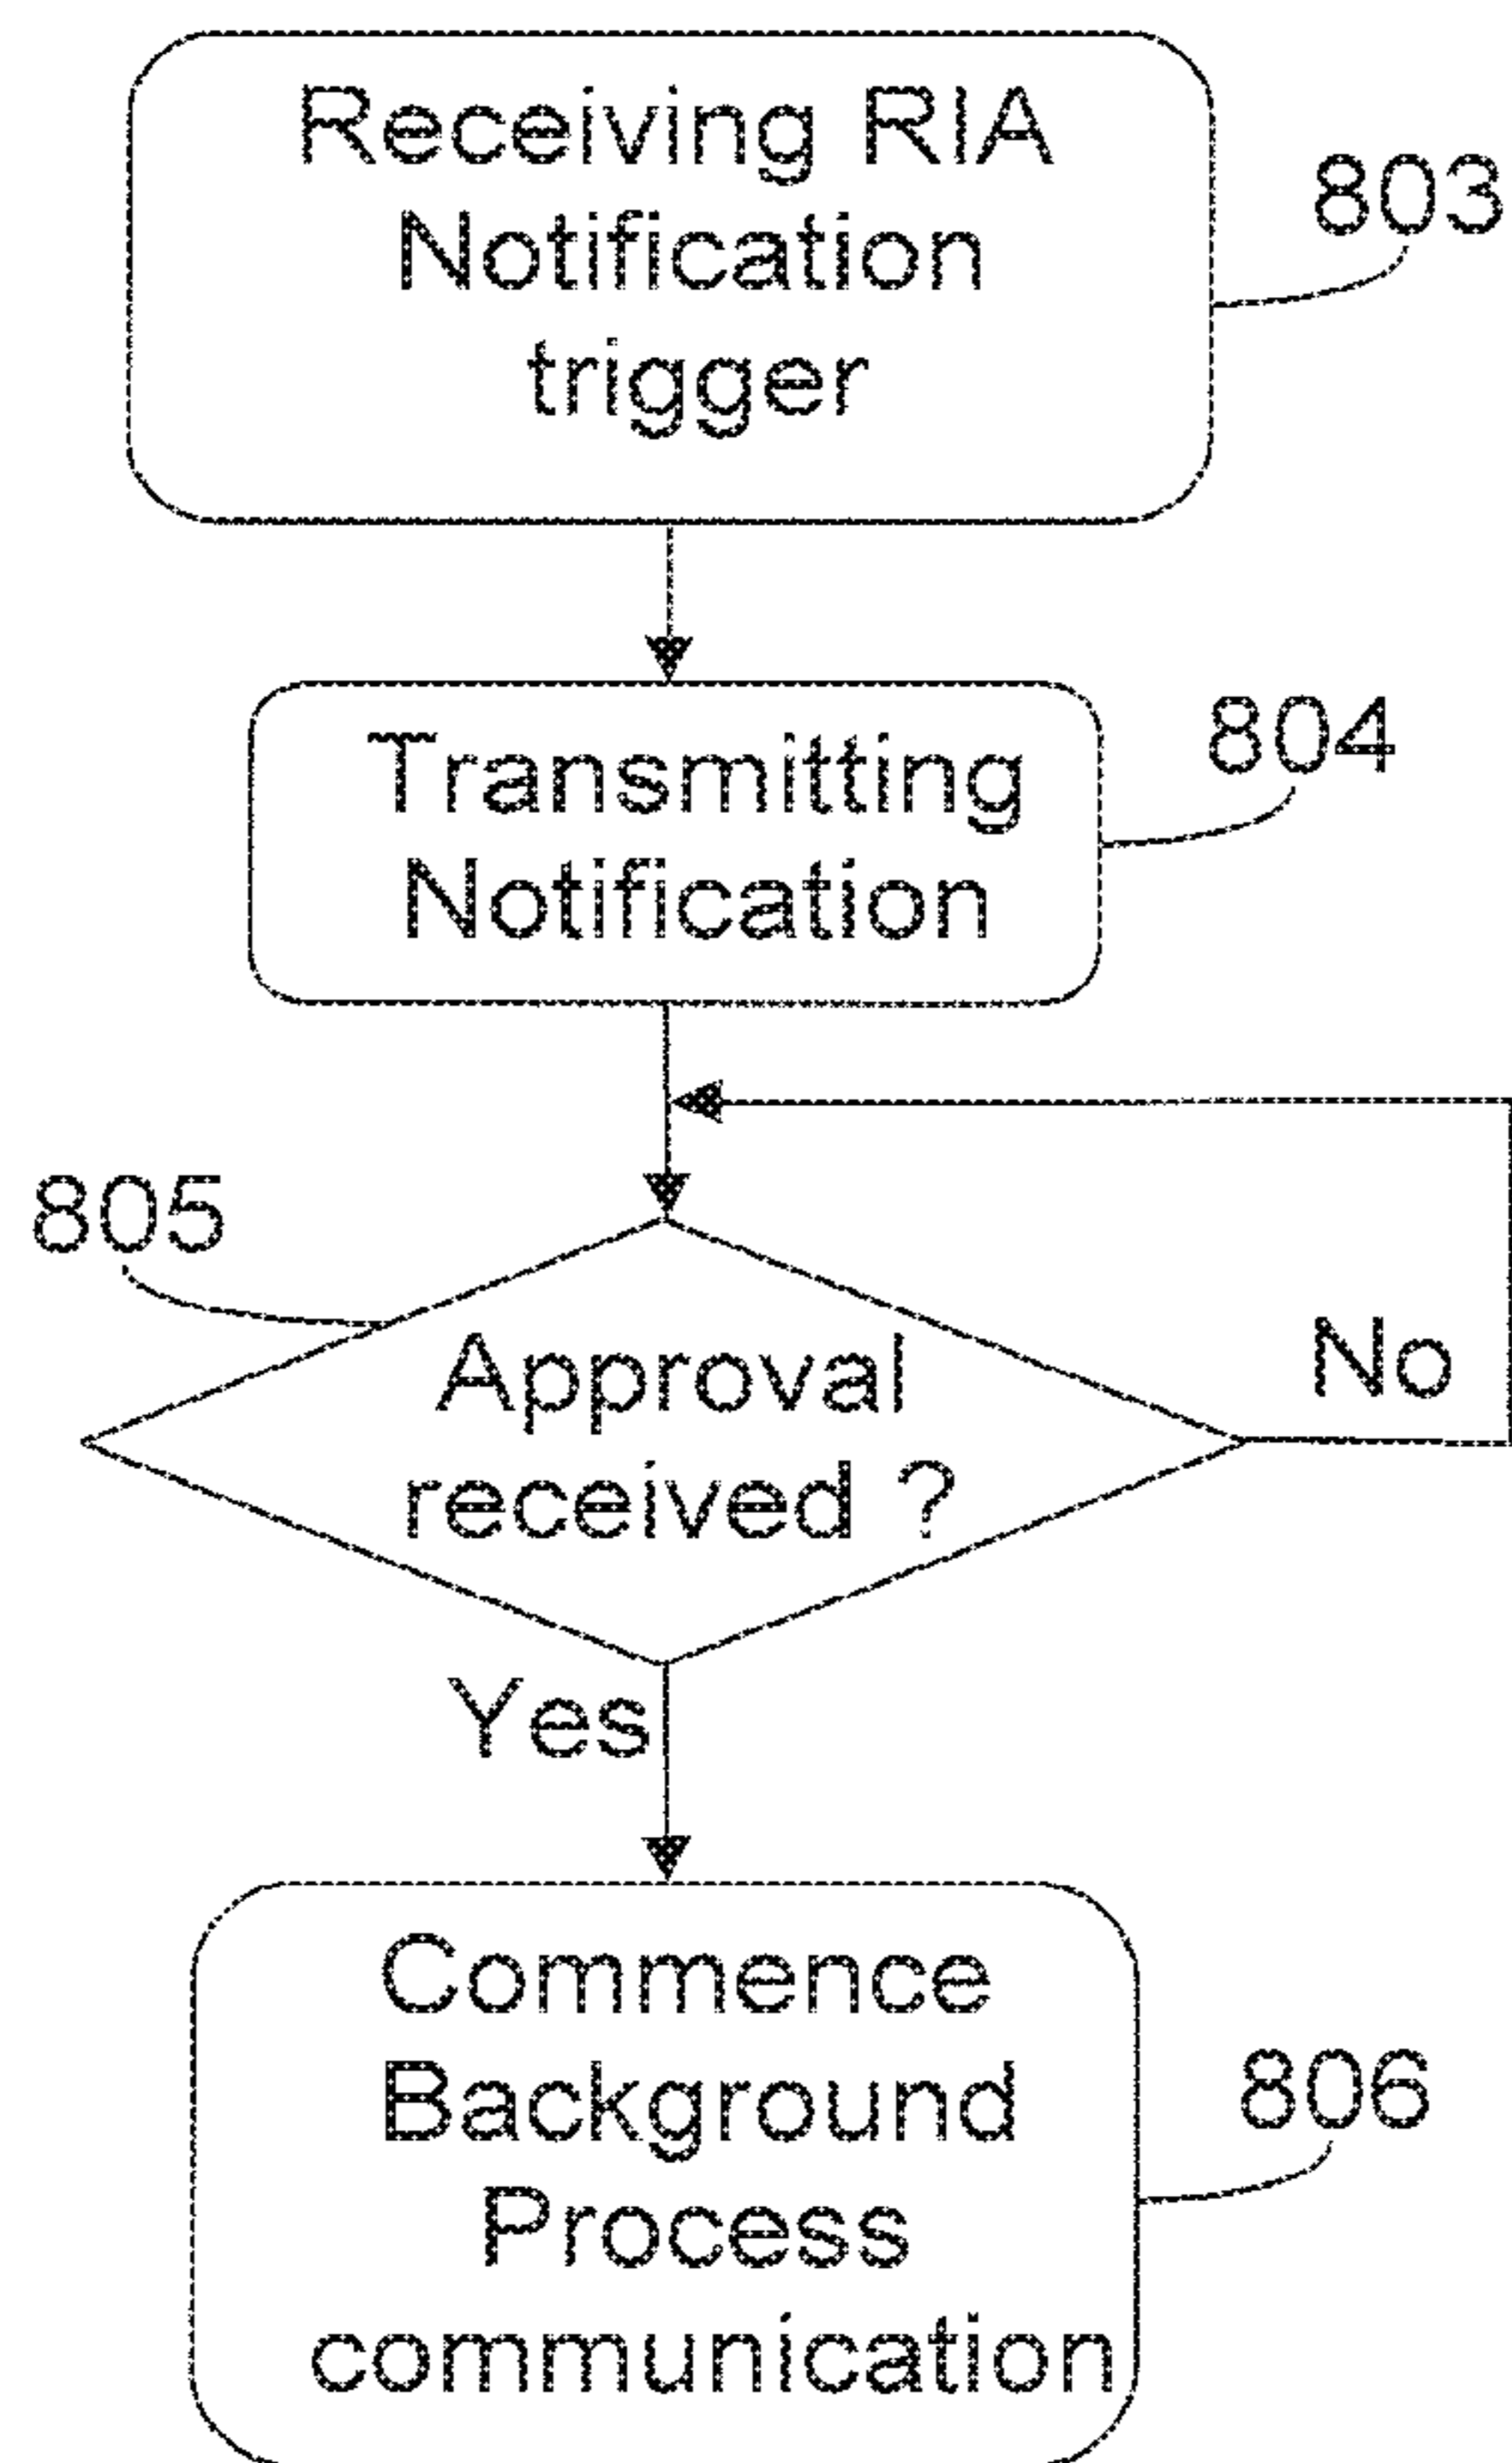 Receiving RIA
Notification
trigger
803
Transmitting
Notification
804
805
Approval
received ?
No
Yes
Commence
Background
Process
communication
806